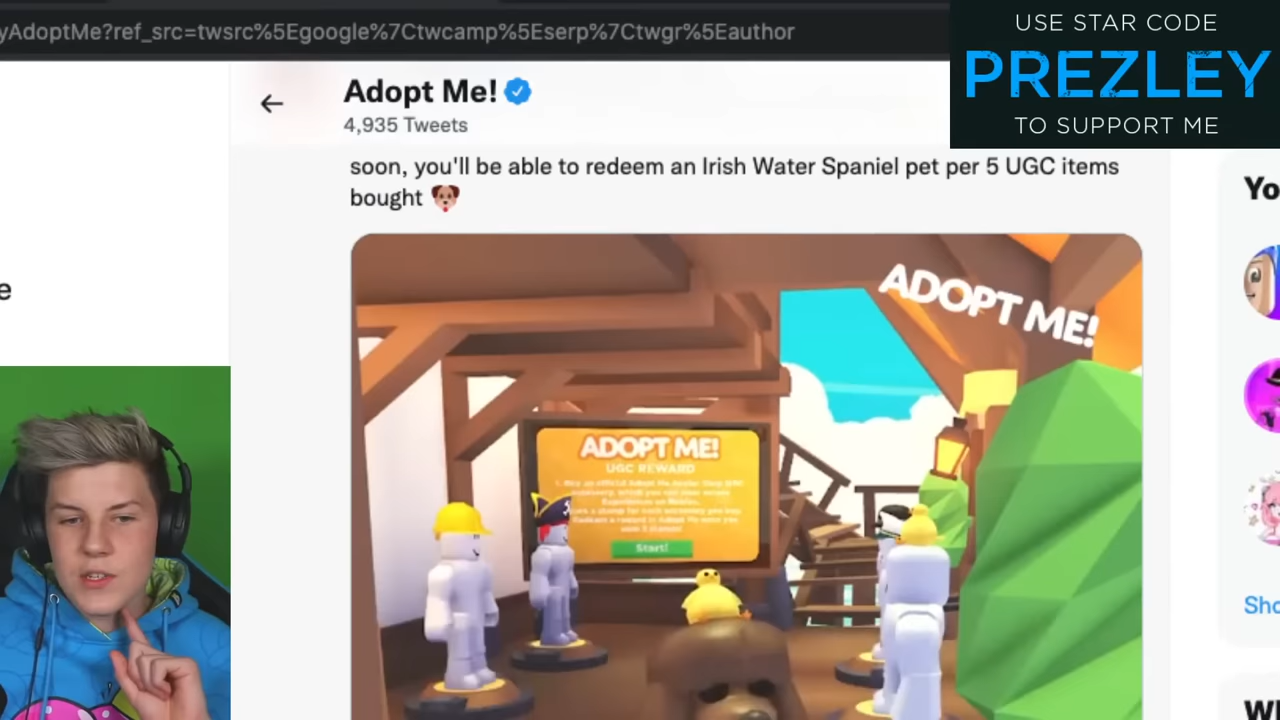 yAdoptMe?ref_src=twsrc%5Egoogle%7Ctwcamp%5Eserp%7Ctwgr%5Eauthor
USE STAR CODE
PREZLEY
TO SUPPORT ME
Adopt Me!
4,935 Tweets
soon, you'll be able to redeem an Irish Water Spaniel pet per 5 UGC items
bought
Yo
e
ADOPT ME!
ADOPT ME!
UGC REWARD
Start!
Sho